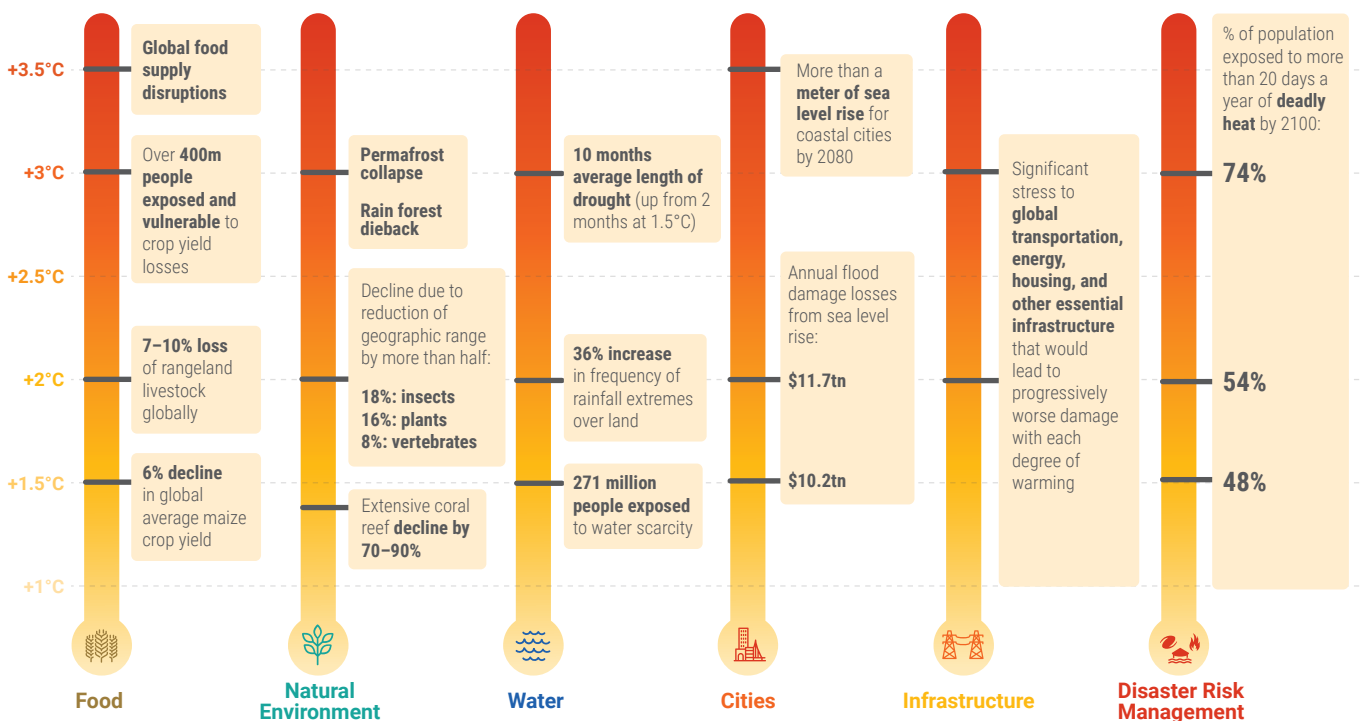 +3.5°C
+3°C
+2.5°C
+2°C
+1.5°C
+1°C
Global food
supply
disruptions
Over 400m
people
exposed and
vulnerable to
crop yield
losses
7–10% loss
of rangeland
livestock
globally
6% decline
in global
average maize
crop yield
Food
Permafrost
collapse
Rain forest
dieback
Decline due to
reduction of
geographic range
by more than half:
18%: insects
16%: plants
8%: vertebrates
Extensive coral
reef decline by
70–90%
Natural
Environment
10 months
average length of
drought (up from 2
months at 1.5°C)
36% increase
in frequency of
rainfall extremes
over land
271 million
people exposed
to water scarcity
Water
More than a
meter of sea
level rise for
coastal cities
by 2080
Annual flood
damage losses
from sea level
rise:
$11.7tn
$10.2tn
Cities
Significant
stress to
global
transportation,
energy,
housing, and
other essential
infrastructure
that would
lead to
progressively
worse damage
with each
degree of
warming
Infrastructure
% of population
exposed to more
than 20 days a
year of deadly
heat by 2100:
74%
54%
48%
Disaster Risk
Management